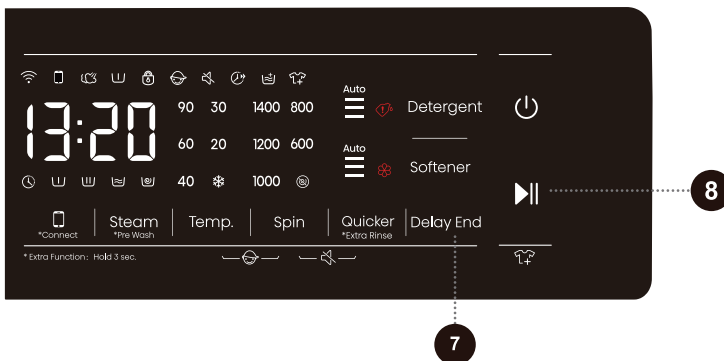 Auto
90 30 1400 800
Detergent
13:20
60 20 1200 600
Auto
Softener
40 1000
8
Steam Temp. Spin Quicker Delay End
*Connect *Pre Wash *Extra Rinse
* Extra Function: Hold 3 sec.
7